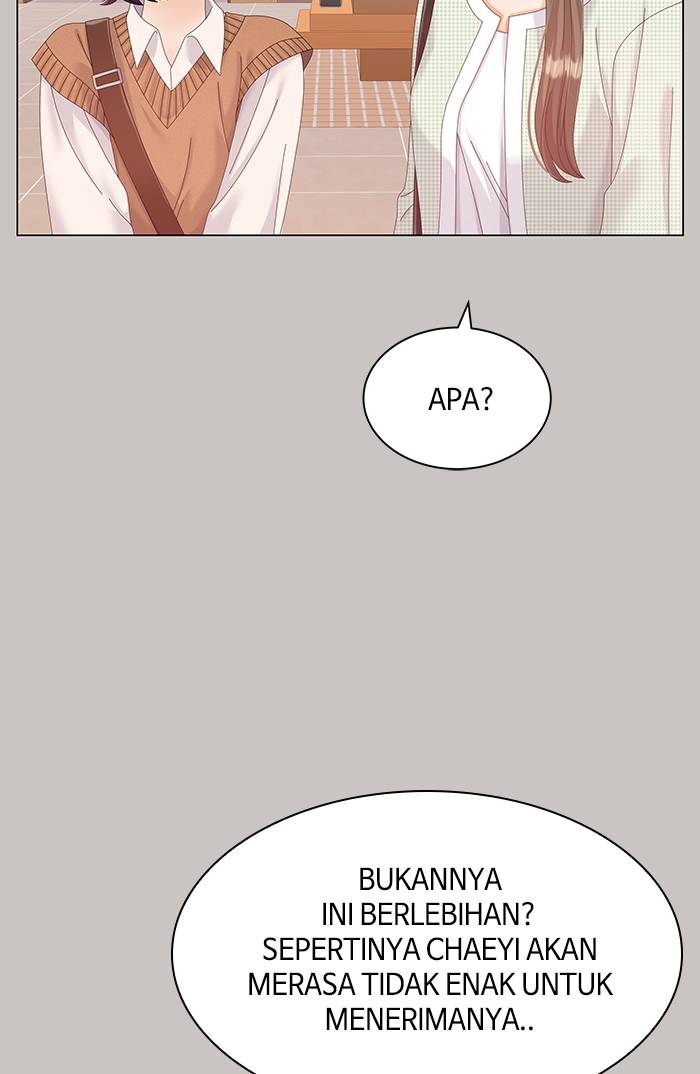 APA?
BUKANNYA
INI BERLEBIHAN?
SEPERTINYA CHAEYI AKAN
MERASA TIDAK ENAK UNTUK
MENERIMANYA..